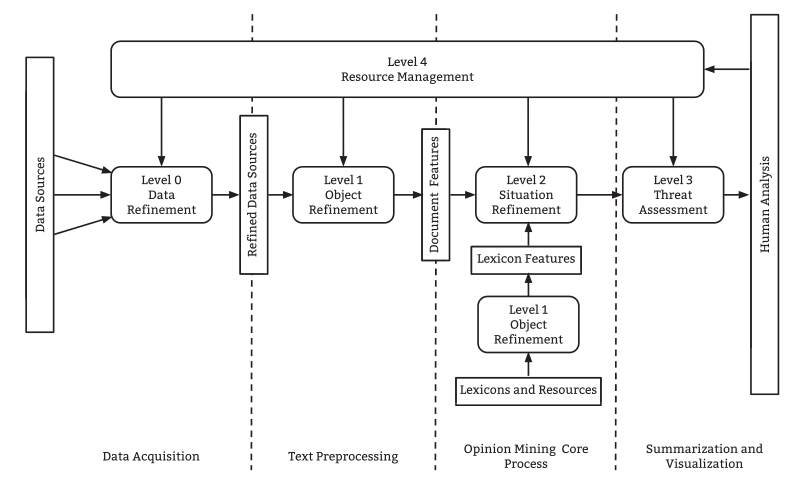 Level 4
Resource Management
Data Sources
Level 0
Data
Refinement
Refined Data Sources
Level 1
Object
Refinement
Document Features
Level 2
Situation
Refinement
Level 3
Threat
Assessment
Human Analysis
Lexicon Features
Level 1
Object
Refinement
Lexicons and Resources
Data Acquisition
Text Preprocessing
Opinion Mining Core
Process
Summarization and
Visualization